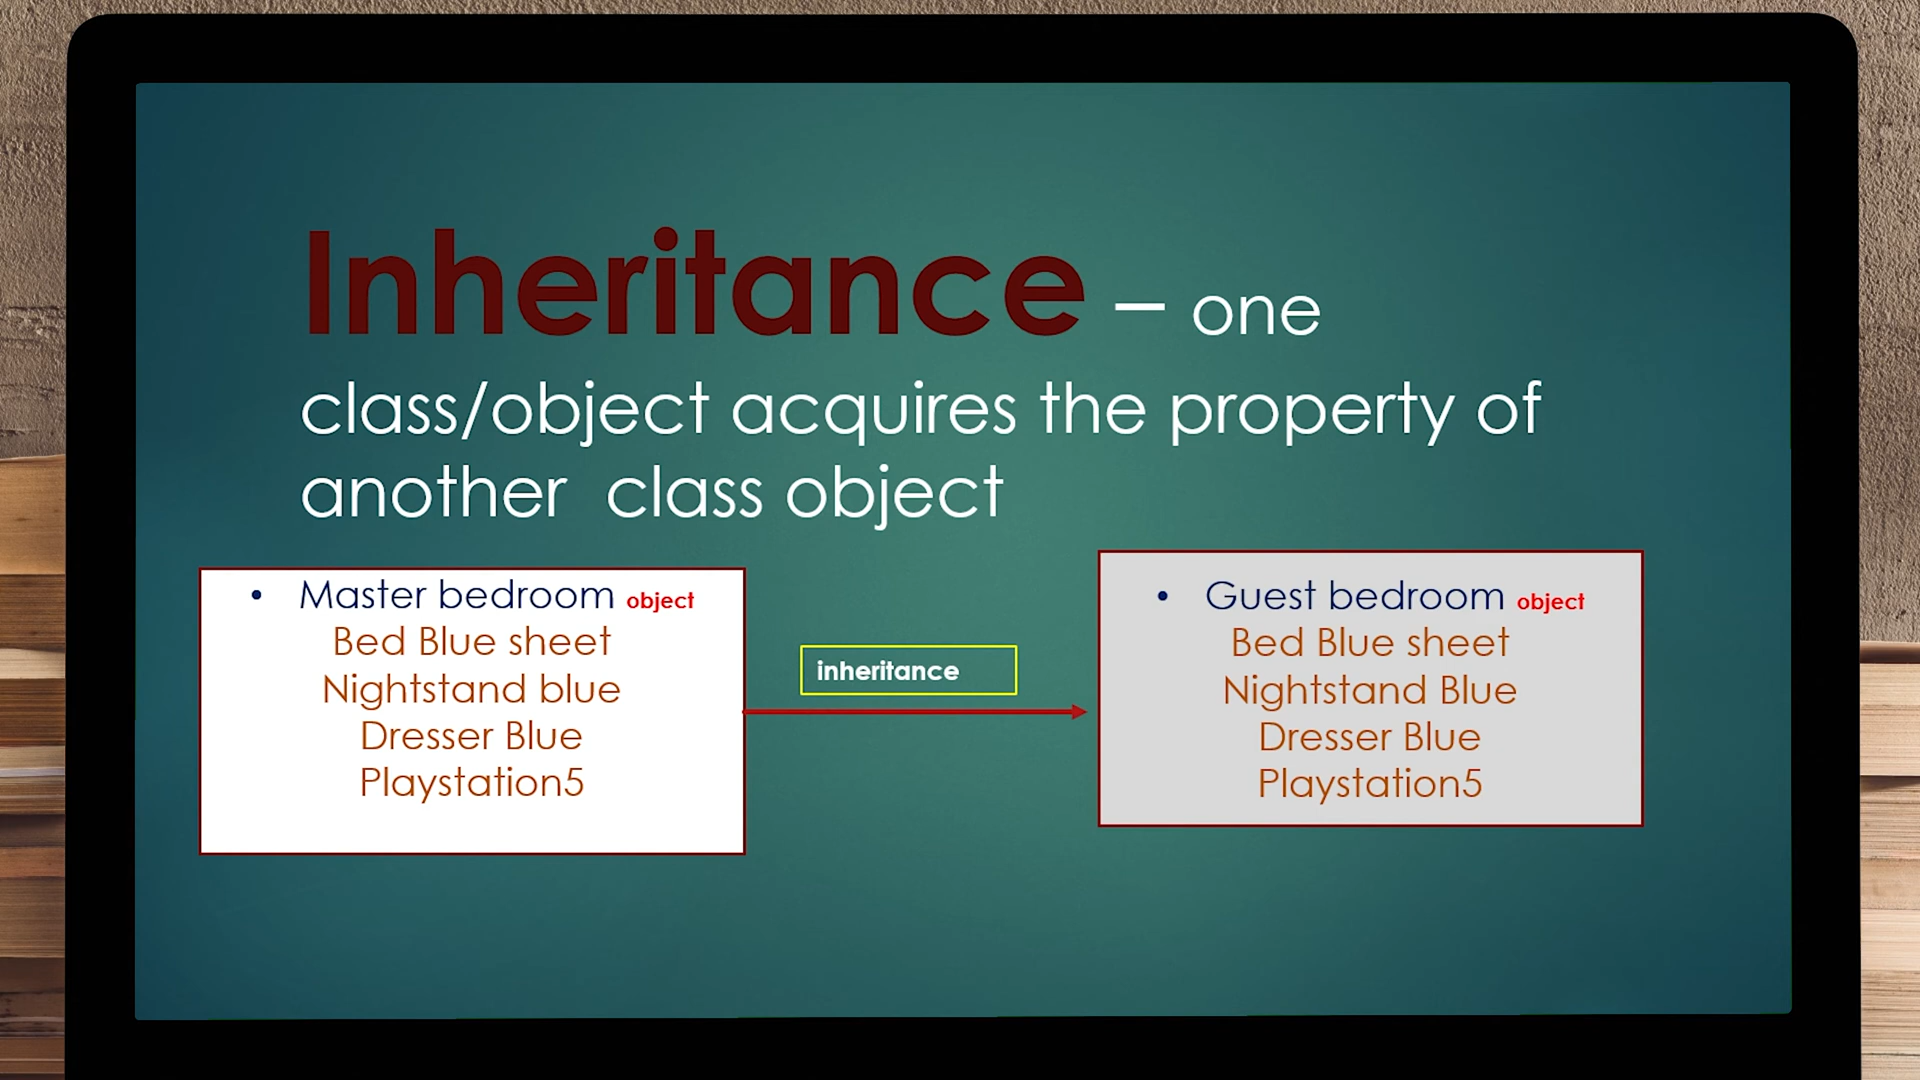 Inheritance – one
class/object acquires the property of
another class object
• Master bedroom object
Bed Blue sheet
Nightstand blue
Dresser Blue
Playstation5
inheritance
• Guest bedroom object
Bed Blue sheet
Nightstand Blue
Dresser Blue
Playstation5